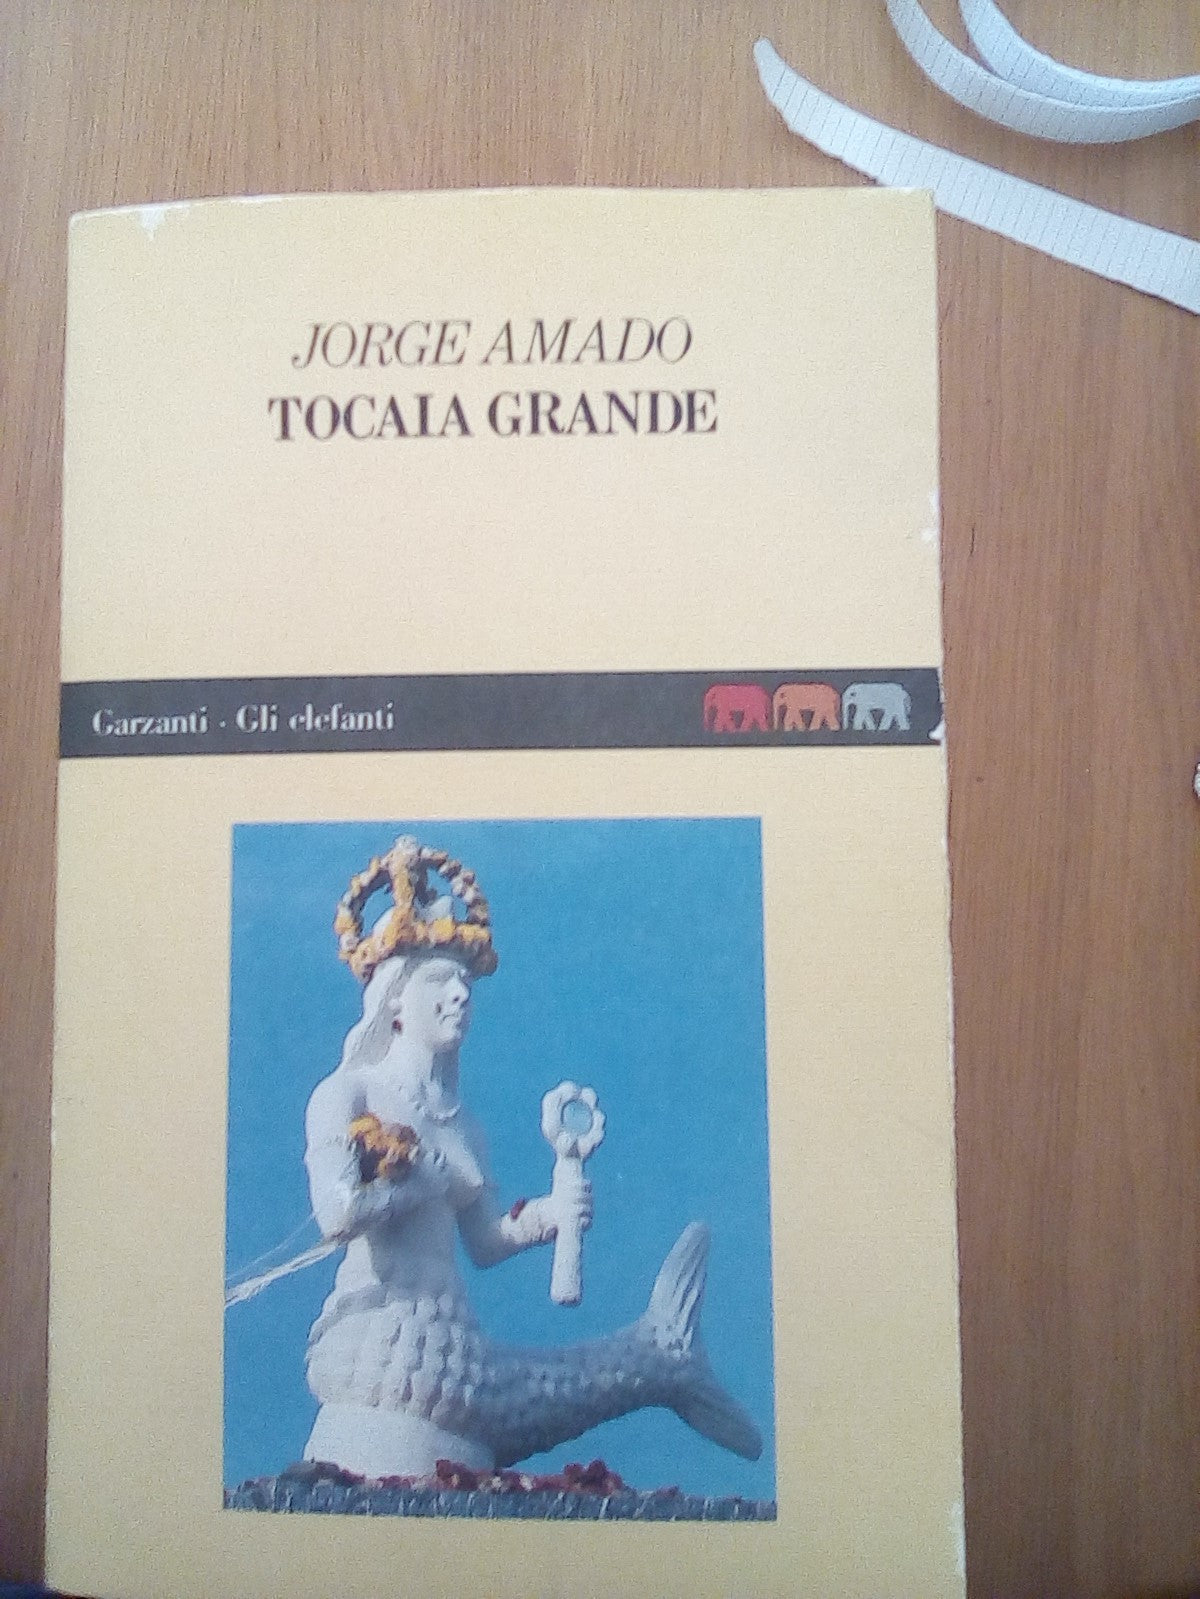 JORGE AMADO
TOCAIA GRANDE
Garzanti · Gli elefanti